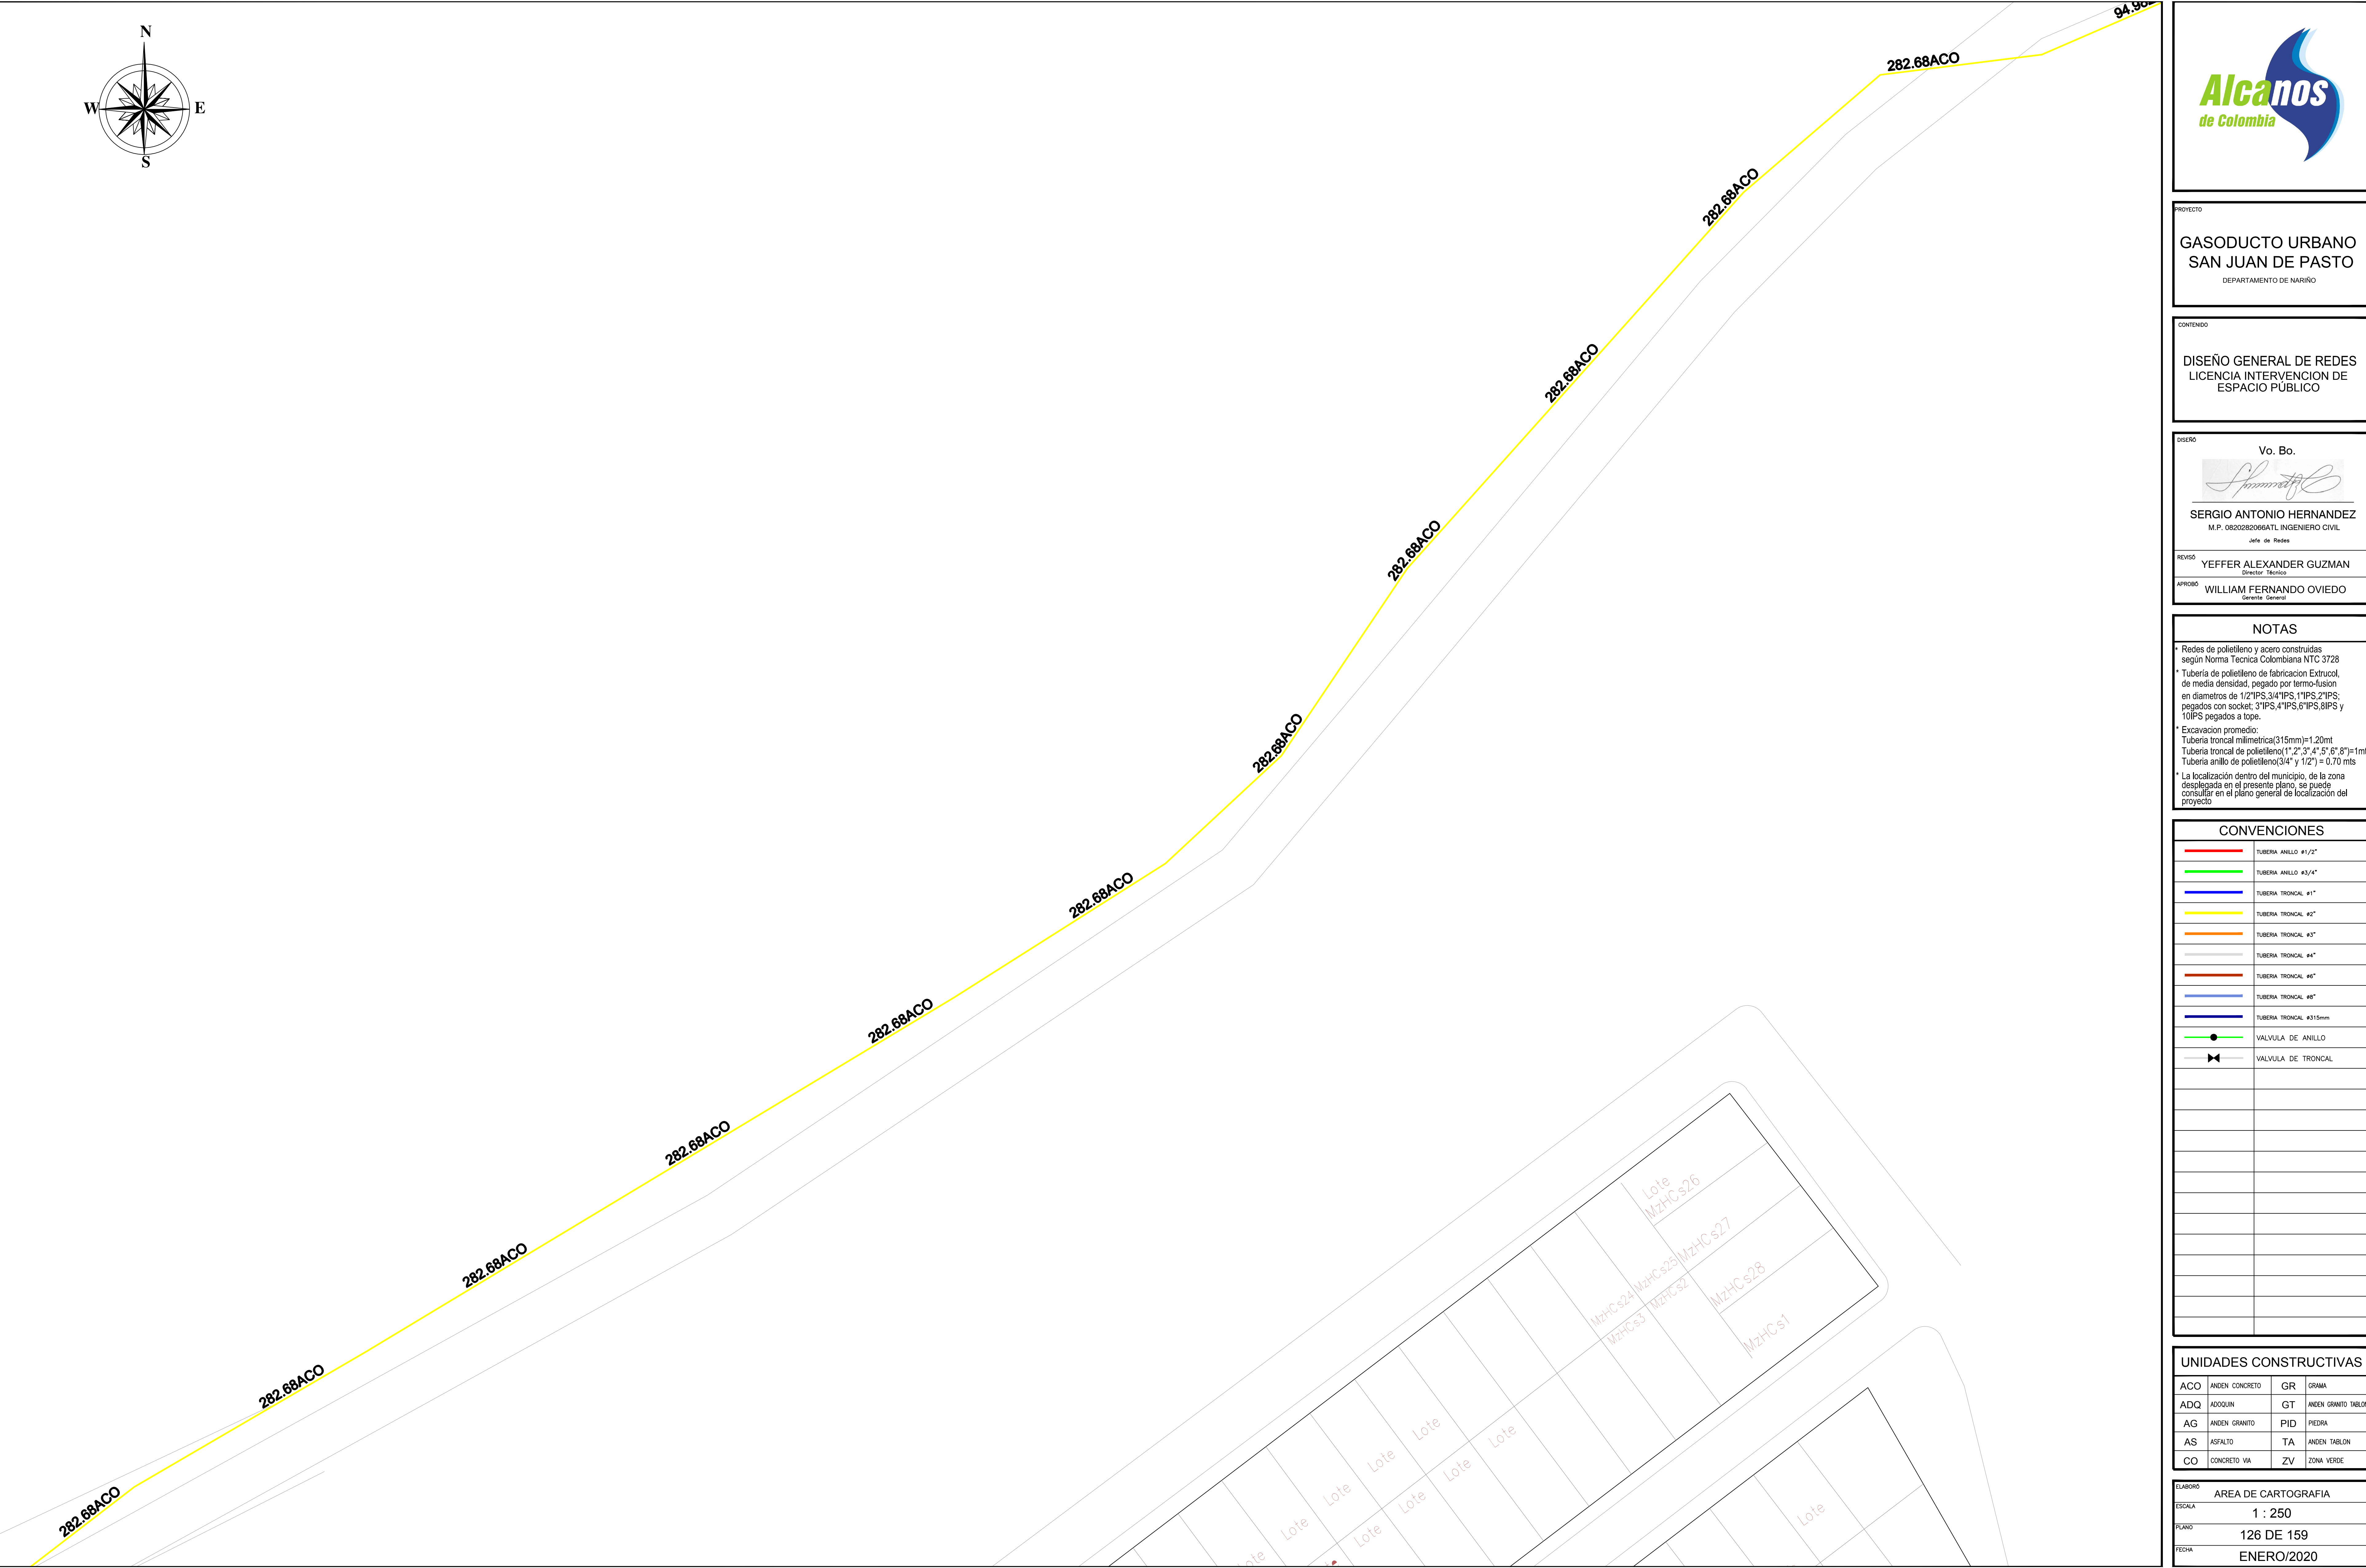 N
W
E
S
282.68ACO
282.68ACO
282.68ACO
282.68ACO
282.68ACO
282.68ACO
282.68ACO
282.68ACO
282.68ACO
282.68ACO
282.68ACO
Lote
MzHCs26
MzHCs27
MzHCs25
MzHCs24
MzHCs2
MzHCs3
MzHCs28
MzHCs1
Lote
Lote
Lote
Lote
Lote
Lote
Lote
Lote
Lote
Alcanos
de Colombia
PROYECTO
GASODUCTO URBANO
SAN JUAN DE PASTO
DEPARTAMENTO DE NARIÑO
CONTENIDO
DISEÑO GENERAL DE REDES
LICENCIA INTERVENCION DE
ESPACIO PÚBLICO
DISEÑÓ
Vo. Bo.
SERGIO ANTONIO HERNANDEZ
M.P. 0820282066ATL INGENIERO CIVIL
Jefe de Redes
REVISÓ
YEFFER ALEXANDER GUZMAN
Director Técnico
APROBÓ
WILLIAM FERNANDO OVIEDO
Gerente General
NOTAS
* Redes de polietileno y acero construidas
según Norma Tecnica Colombiana NTC 3728
* Tubería de polietileno de fabricacion Extrucol,
de media densidad, pegado por termo-fusion
en diametros de 1/2"IPS,3/4"IPS,1"IPS,2"IPS;
pegados con socket; 3"IPS,4"IPS,6"IPS,8IPS y
10IPS pegados a tope.
* Excavacion promedio:
Tuberia troncal milimetrica(315mm)=1.20mt
Tuberia troncal de polietileno(1",2",3",4",5",6",8")=1mt
Tuberia anillo de polietileno(3/4" y 1/2") = 0.70 mts
* La localización dentro del municipio, de la zona
desplegada en el presente plano, se puede
consultar en el plano general de localización del
proyecto
CONVENCIONES
TUBERIA ANILLO ø1/2"
TUBERIA ANILLO ø3/4"
TUBERIA TRONCAL ø1"
TUBERIA TRONCAL ø2"
TUBERIA TRONCAL ø3"
TUBERIA TRONCAL ø4"
TUBERIA TRONCAL ø6"
TUBERIA TRONCAL ø8"
TUBERIA TRONCAL ø315mm
VALVULA DE ANILLO
VALVULA DE TRONCAL
UNIDADES CONSTRUCTIVAS
ACO ANDEN CONCRETO GR GRAMA
ADQ ADOQUIN GT ANDEN GRANITO TABLON
AG ANDEN GRANITO PID PIEDRA
AS ASFALTO TA ANDEN TABLON
CO CONCRETO VIA ZV ZONA VERDE
ELABORÓ
AREA DE CARTOGRAFIA
ESCALA
1 : 250
PLANO
126 DE 159
FECHA
ENERO/2020